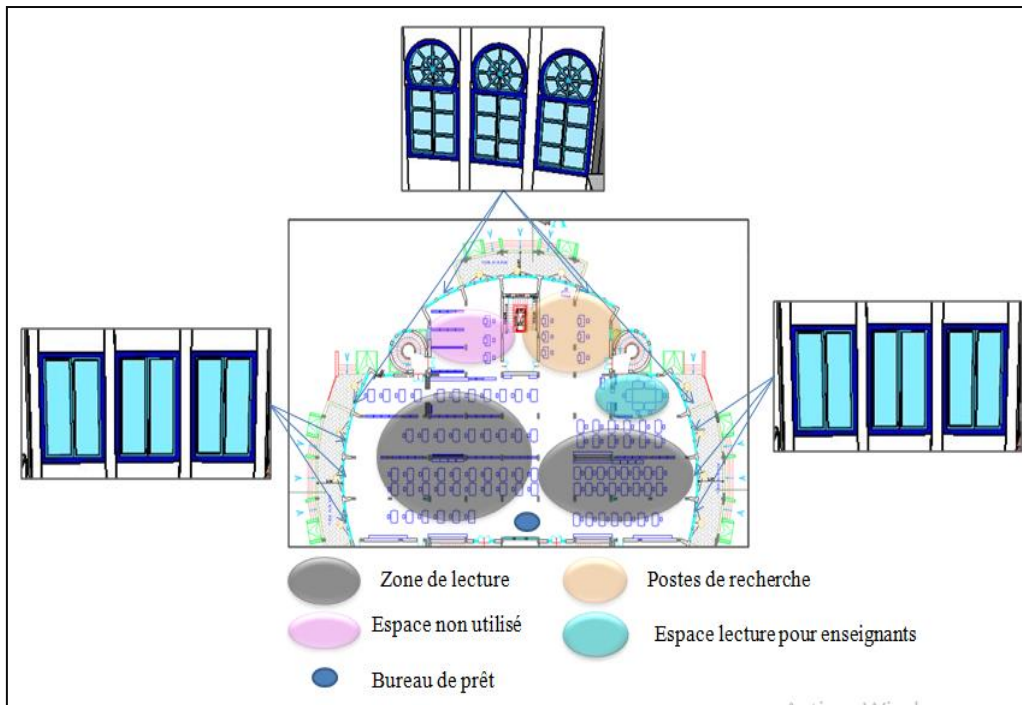 Zone de lecture
Postes de recherche
Espace non utilisé
Espace lecture pour enseignants
Bureau de prêt